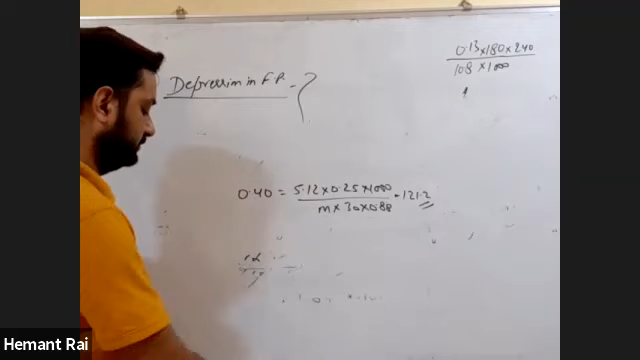 Depression in F.P. - ?
0.13×180×240
108 × 1000
0.40 = 5.12×0.25×1000 = 121.2
m× 30×0.88
Hemant Rai